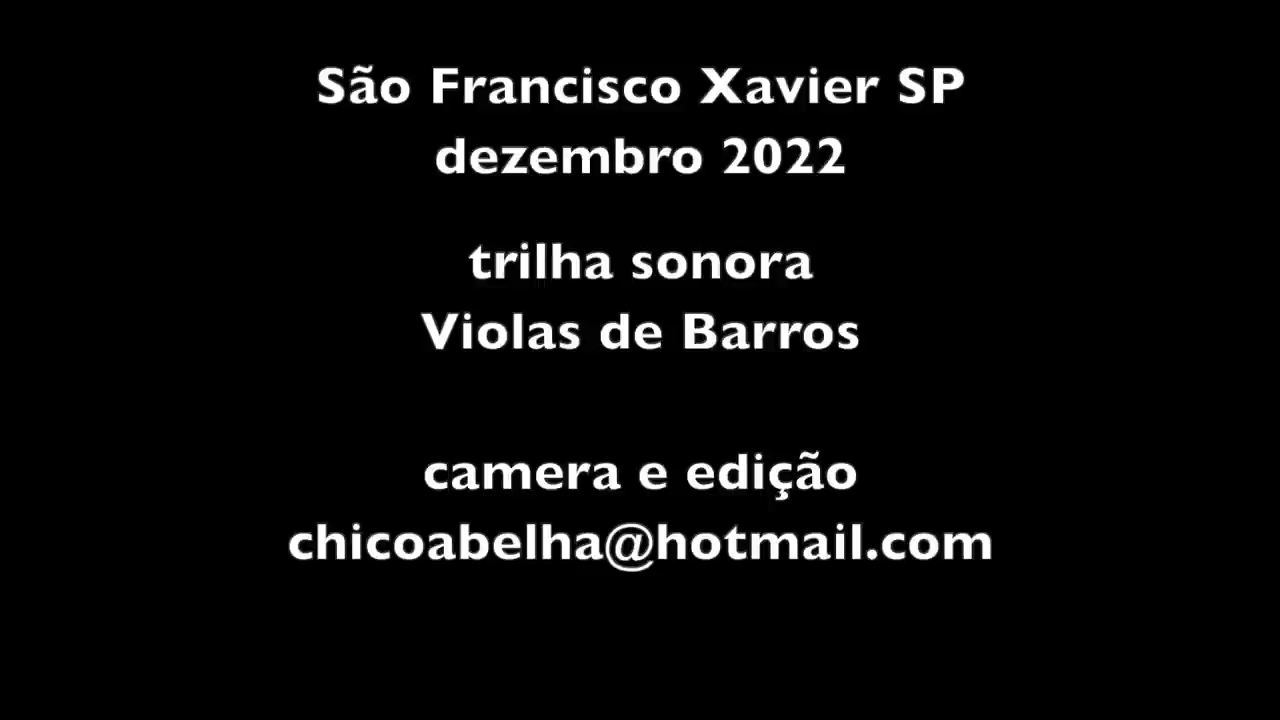 São Francisco Xavier SP
dezembro 2022
trilha sonora
Violas de Barros
camera e edição
chicoabelha@hotmail.com